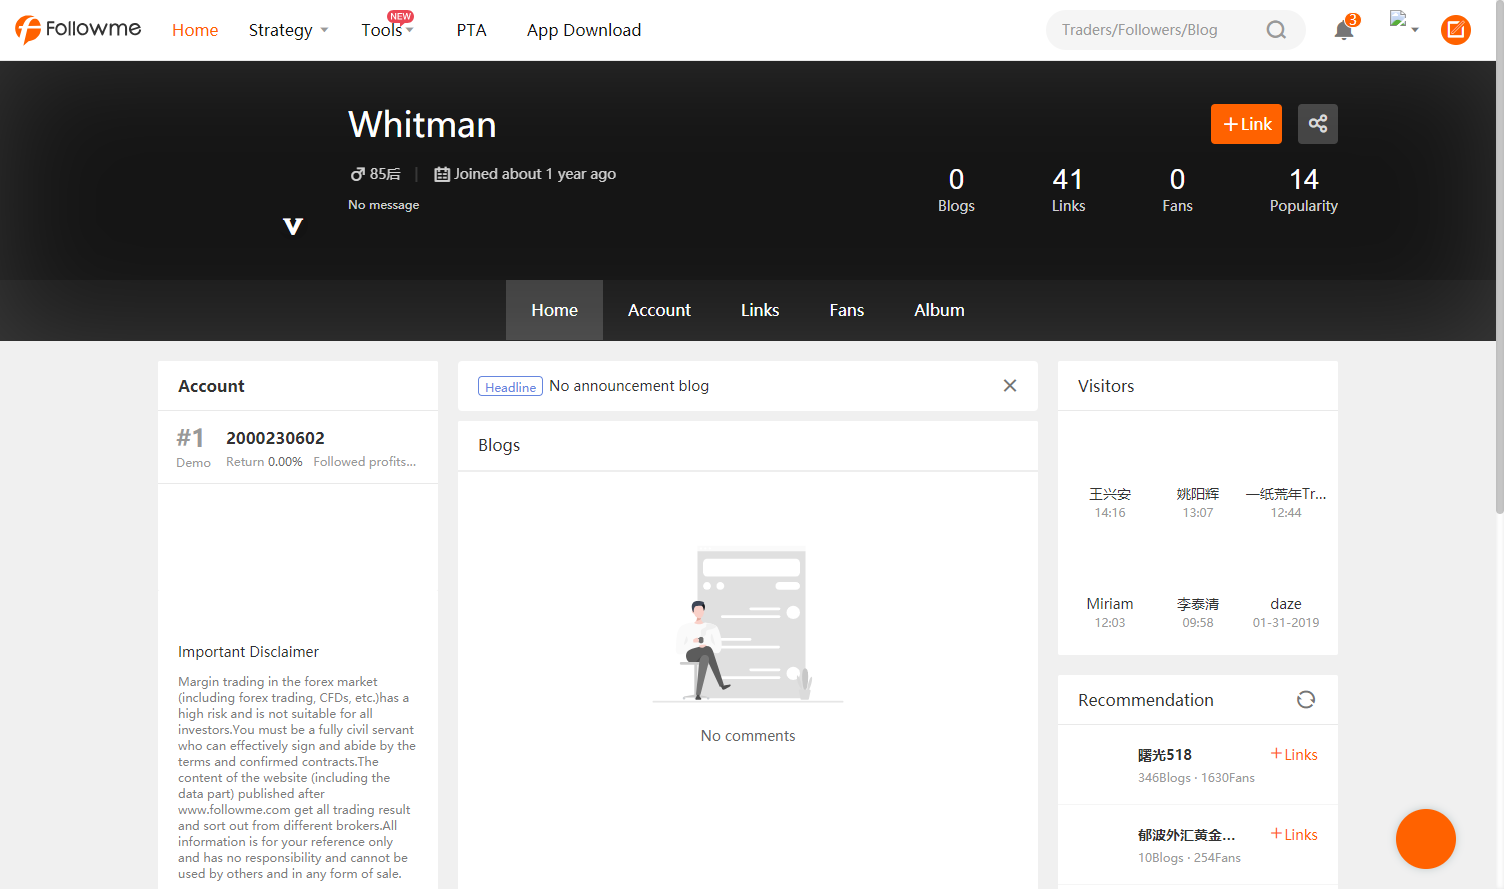 Followme
Home
Strategy
Tools
NEW
PTA
App Download
Traders/Followers/Blog
3
Whitman
+Link
85后
Joined about 1 year ago
No message
V
0
Blogs
41
Links
0
Fans
14
Popularity
Home
Account
Links
Fans
Album
Account
#1
Demo
2000230602
Return 0.00% Followed profits...
Important Disclaimer
Margin trading in the forex market
(including forex trading, CFDs, etc.)has a
high risk and is not suitable for all
investors.You must be a fully civil servant
who can effectively sign and abide by the
terms and confirmed contracts.The
content of the website (including the
data part) published after
www.followme.com get all trading result
and sort out from different brokers.All
information is for your reference only
and has no responsibility and cannot be
used by others and in any form of sale.
Headline No announcement blog
Blogs
No comments
Visitors
王兴安
14:16
姚阳辉
13:07
一纸荒年Tr...
12:44
Miriam
12:03
李泰清
09:58
daze
01-31-2019
Recommendation
曙光518
+Links
346Blogs · 1630Fans
郁波外汇黄金...
+Links
10Blogs · 254Fans